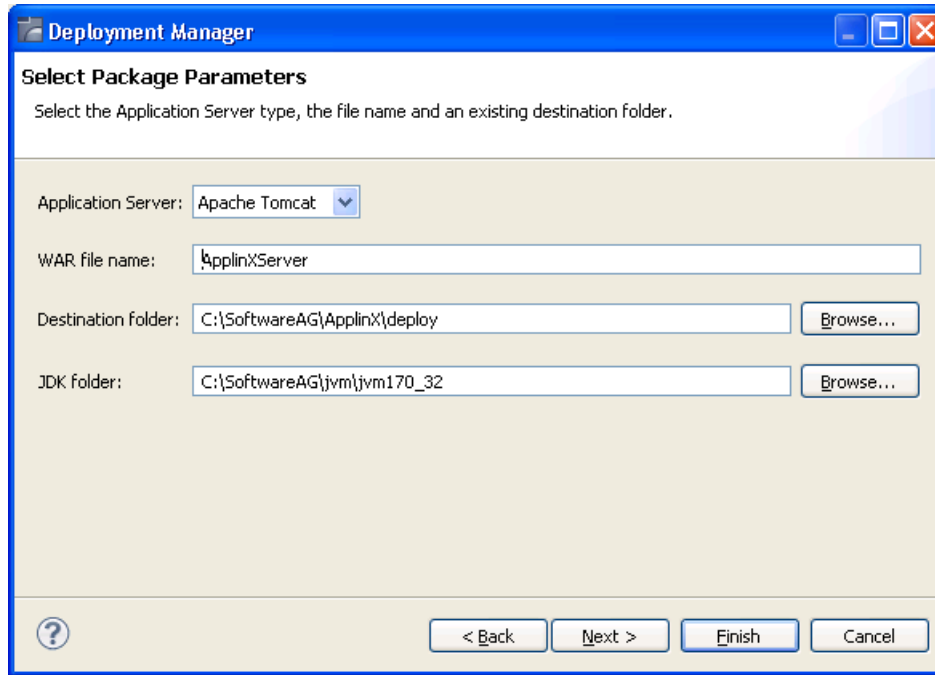 Deployment Manager
Select Package Parameters
Select the Application Server type, the file name and an existing destination folder.
Application Server: Apache Tomcat
WAR file name: ApplinXServer
Destination folder: C:\SoftwareAG\ApplinX\deploy Browse...
JDK folder: C:\SoftwareAG\jvm\jvm170_32 Browse...
? < Back Next > Finish Cancel